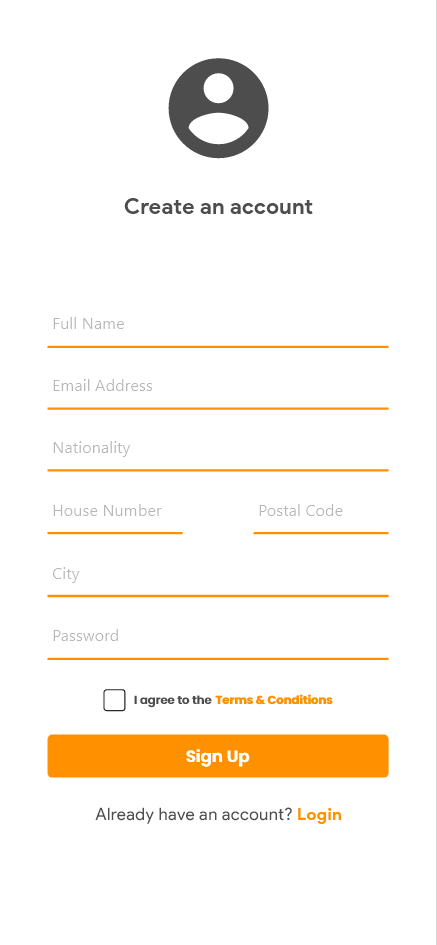 Create an account
Full Name
Email Address
Nationality
House Number Postal Code
City
Password
I agree to the Terms & Conditions
Sign Up
Already have an account? Login